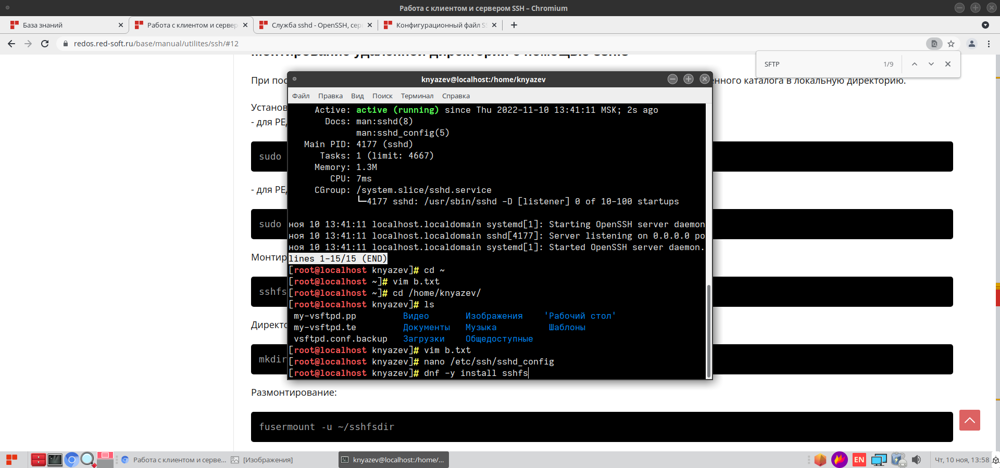 Работа с клиентом и сервером SSH – Chromium
База знаний
Работа с клиентом и сервер
Служба sshd - OpenSSH, сер
Конфигурационный файл S
redos.red-soft.ru/base/manual/utilites/ssh/#12
SFTP 1/9
Монтирование удаленной директории с помощью sshfs
При пос
енного каталога в локальную директорию.
Установ
- для РЕД
sudo
- для РЕД
sudo
Монтир
sshfs
Директо
mkdir
Размонтирование:
fusermount -u ~/sshfsdir
knyazev@localhost:/home/knyazev
Файл Правка Вид Поиск Терминал Справка
Active: active (running) since Thu 2022-11-10 13:41:11 MSK; 2s ago
Docs: man:sshd(8)
man:sshd_config(5)
Main PID: 4177 (sshd)
Tasks: 1 (limit: 4667)
Memory: 1.3M
CPU: 7ms
CGroup: /system.slice/sshd.service
└─4177 sshd: /usr/sbin/sshd -D [listener] 0 of 10-100 startups
ноя 10 13:41:11 localhost.localdomain systemd[1]: Starting OpenSSH server daemon
ноя 10 13:41:11 localhost.localdomain sshd[4177]: Server listening on 0.0.0.0 po
ноя 10 13:41:11 localhost.localdomain systemd[1]: Started OpenSSH server daemon.
lines 1-15/15 (END)
[root@localhost knyazev]# cd ~
[root@localhost ~]# vim b.txt
[root@localhost ~]# cd /home/knyazev/
[root@localhost knyazev]# ls
my-vsftpd.pp Видео Изображения 'Рабочий стол'
my-vsftpd.te Документы Музыка Шаблоны
vsftpd.conf.backup Загрузки Общедоступные
[root@localhost knyazev]# vim b.txt
[root@localhost knyazev]# nano /etc/ssh/sshd_config
[root@localhost knyazev]# dnf -y install sshfs
Работа с клиентом и серве...
[Изображения]
knyazev@localhost:/home/...
EN
Чт, 10 ноя, 13:58